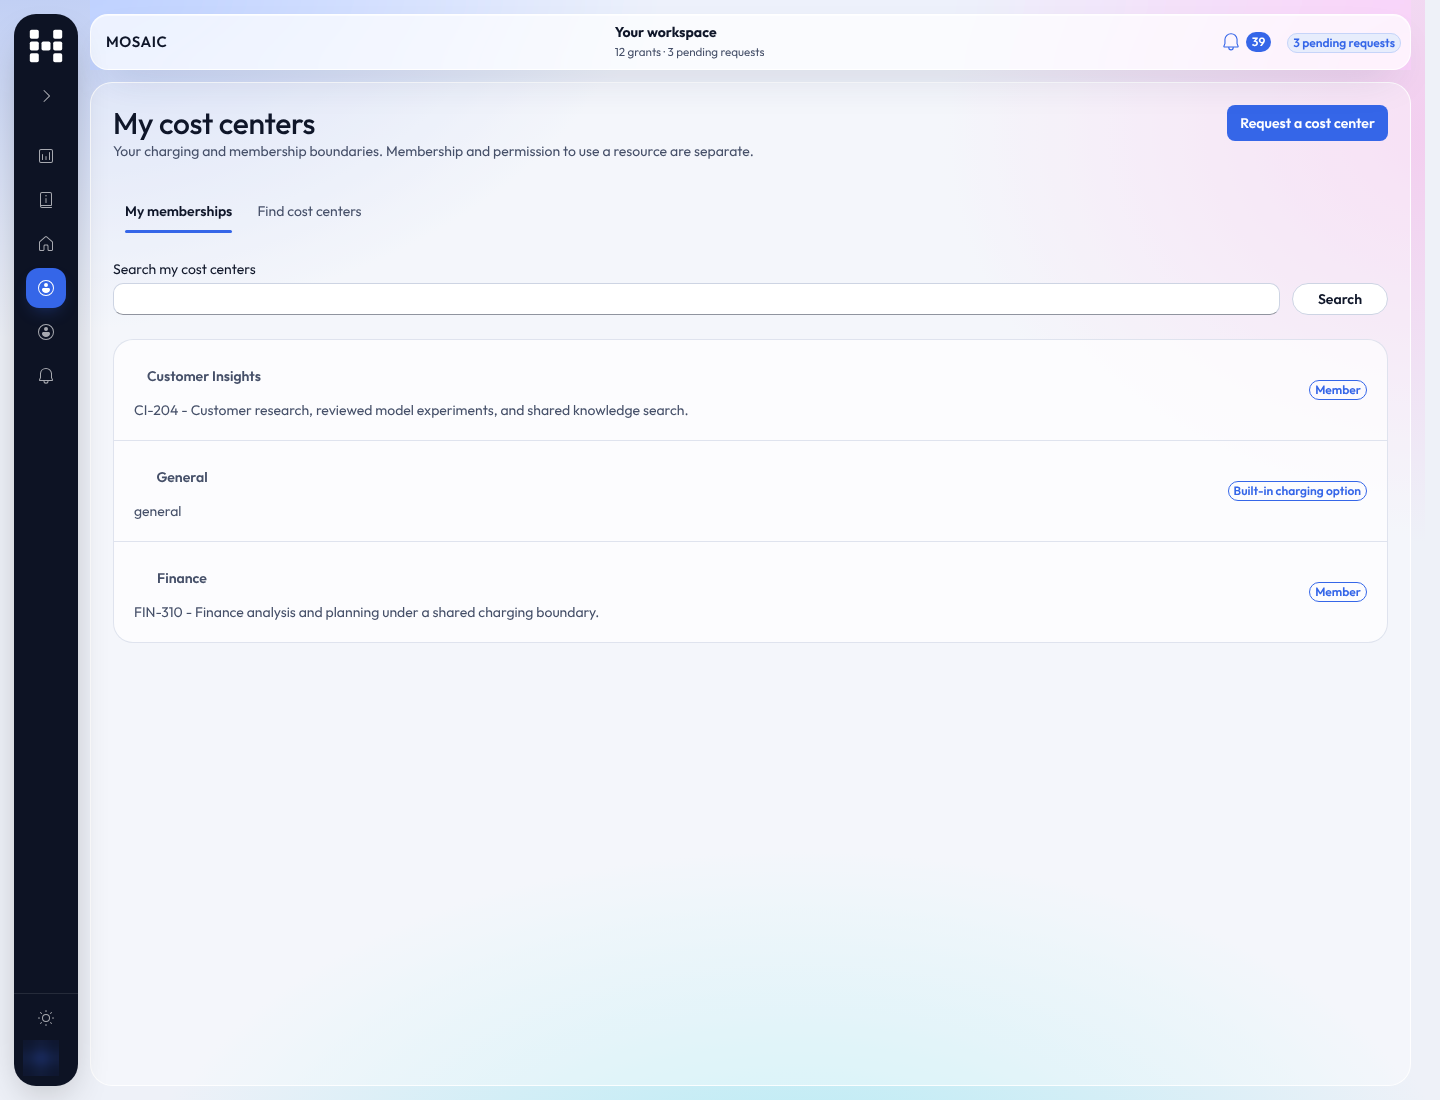 MOSAIC
Your workspace
12 grants · 3 pending requests
39
3 pending requests
My cost centers
Request a cost center
Your charging and membership boundaries. Membership and permission to use a resource are separate.
My memberships
Find cost centers
Search my cost centers
Search
Customer Insights
CI-204 - Customer research, reviewed model experiments, and shared knowledge search.
Member
General
general
Built-in charging option
Finance
FIN-310 - Finance analysis and planning under a shared charging boundary.
Member